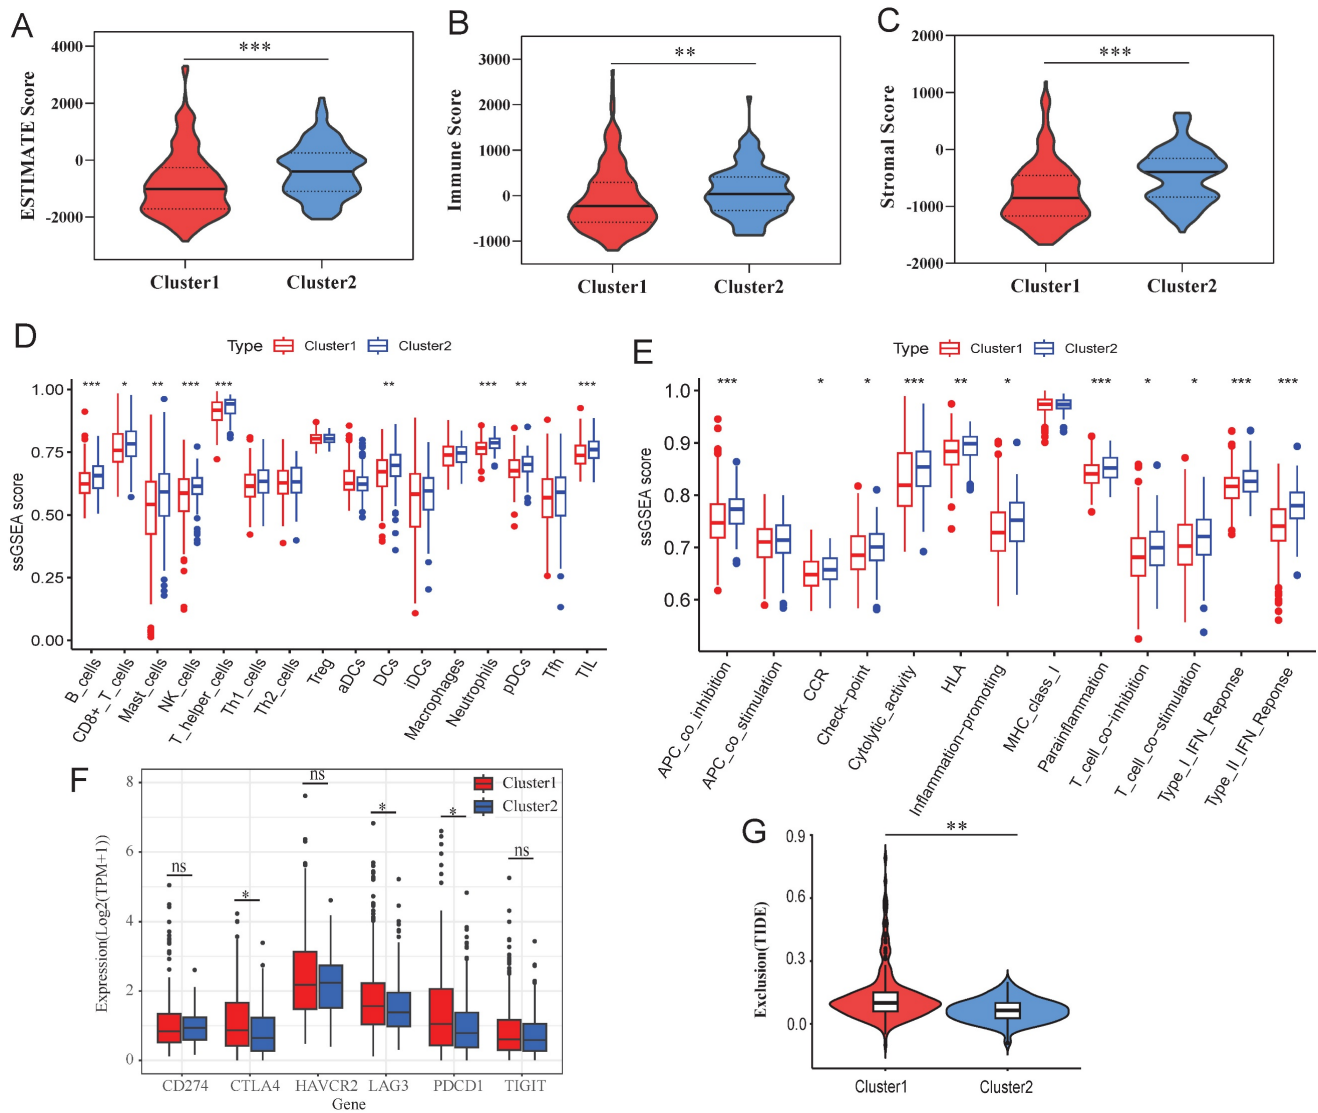 A
ESTIMATE Score
4000
2000
0
-2000
***
Cluster1
Cluster2
B
Immune Score
3000
2000
1000
0
-1000
**
Cluster1
Cluster2
C
Stromal Score
2000
1000
0
-1000
-2000
***
Cluster1
Cluster2
D
Type Cluster1 Cluster2
ssGSEA score
1.00
0.75
0.50
0.25
0.00
*** * ** *** *** ** *** ** ***
B_cells
CD8+_T_cells
Mast_cells
NK_cells
T_helper_cells
Th1_cells
Th2_cells
Treg
aDCs
DCs
iDCs
Macrophages
Neutrophils
pDCs
Tfh
TIL
E
Type Cluster1 Cluster2
ssGSEA score
1.0
0.9
0.8
0.7
0.6
*** * * *** ** * *** * * *** ***
APC_co_inhibition
APC_co_stimulation
CCR
Check-point
Cytolytic_activity
HLA
Inflammation-promoting
MHC_class_I
Parainflammation
T_cell_co-inhibition
T_cell_co-stimulation
Type_I_IFN_Reponse
Type_II_IFN_Reponse
F
Expression(Log2(TPM+1))
8
6
4
2
0
Cluster1
Cluster2
ns * ns * * ns
CD274 CTLA4 HAVCR2 LAG3 PDCD1 TIGIT
Gene
G
Exclusion(TIDE)
0.9
0.6
0.3
0.0
**
Cluster1
Cluster2